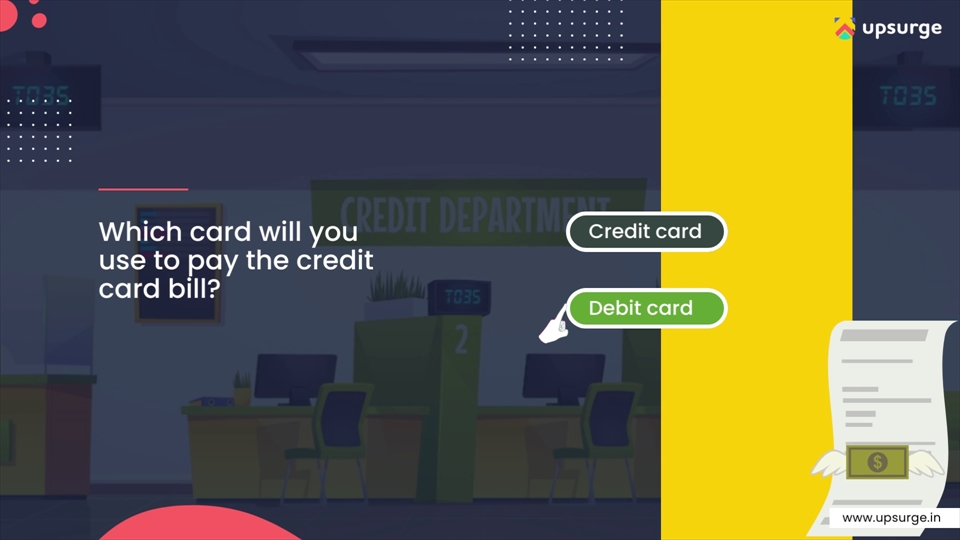 upsurge
T035
T035
CREDIT DEPARTMENT
Which card will you
use to pay the credit
card bill?
Credit card
Debit card
T035
2
$
www.upsurge.in